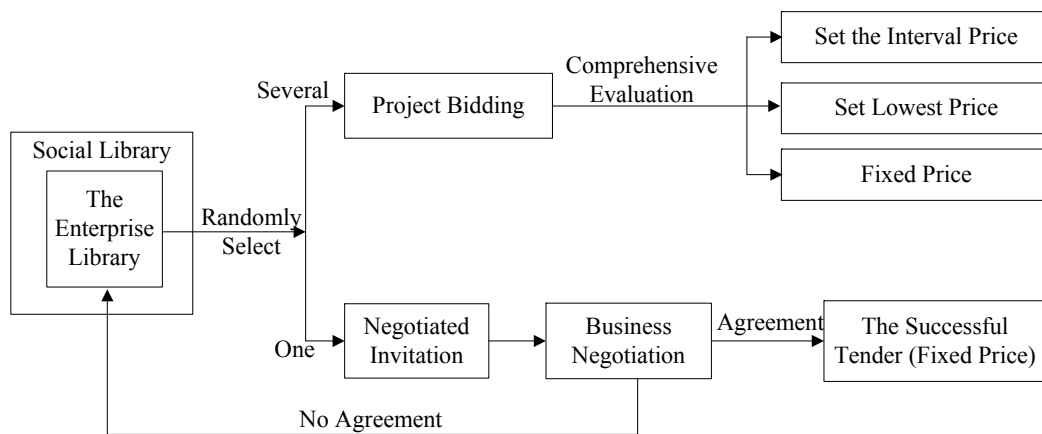 Set the Interval Price
Comprehensive
Evaluation
Several
Project Bidding
Set Lowest Price
Social Library
Fixed Price
The
Enterprise
Library
Randomly
Select
One
Negotiated
Invitation
Business
Negotiation
Agreement
The Successful
Tender (Fixed Price)
No Agreement